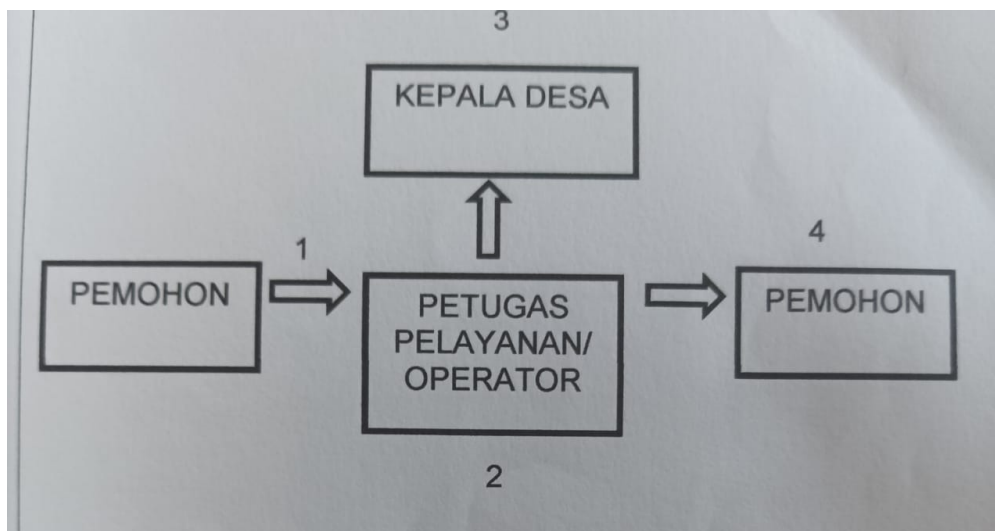 3
KEPALA DESA
1
4
PEMOHON
PETUGAS
PELAYANAN/
OPERATOR
PEMOHON
2